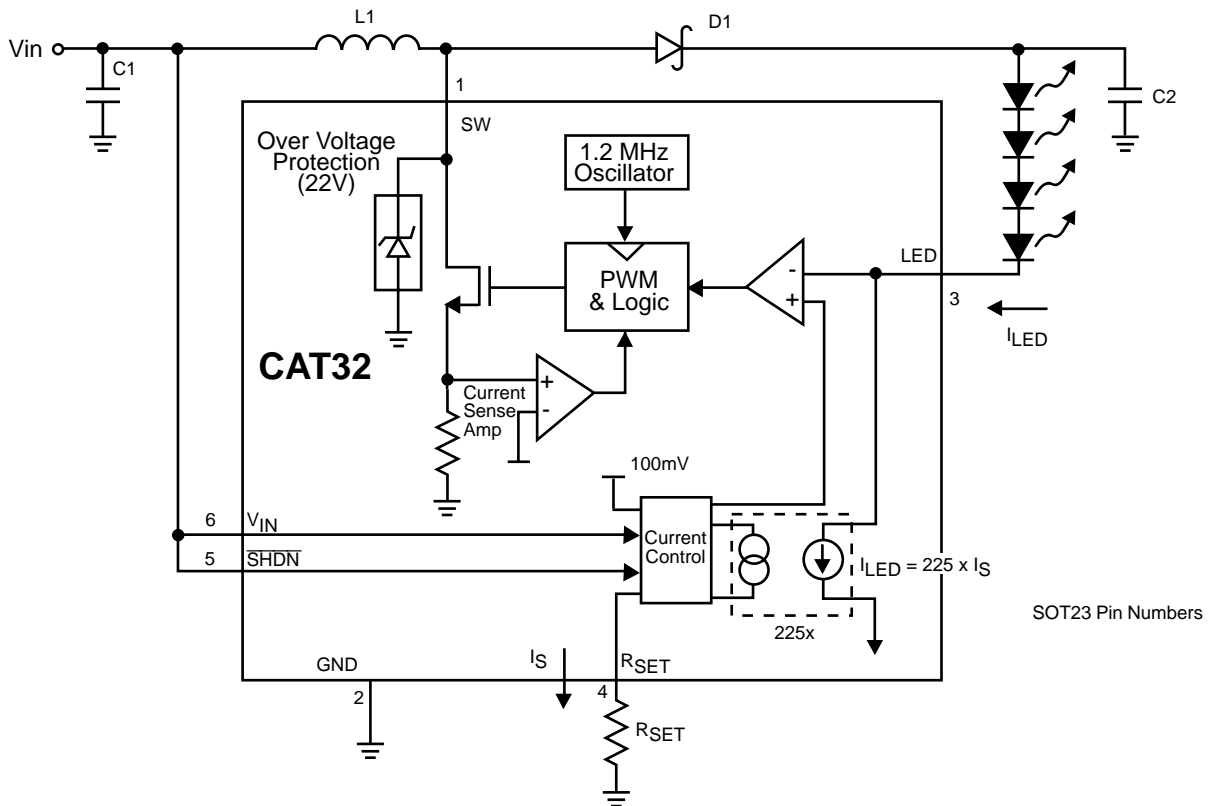 L1
D1
Vin
C1
C2
1
SW
Over Voltage
Protection
(22V)
1.2 MHz
Oscillator
PWM
& Logic
-
+
LED
3
ILED
CAT32
Current
Sense
Amp
+
-
100mV
6
VIN
5
SHDN
Current
Control
ILED = 225 x IS
225x
SOT23 Pin Numbers
GND
2
IS
RSET
4
RSET